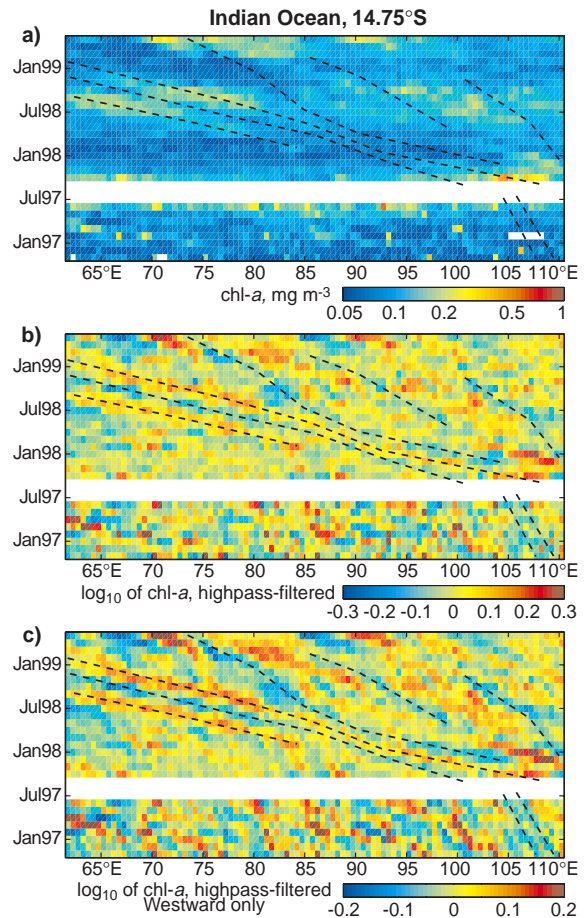 Indian Ocean, 14.75°S
a)
Jan99
Jul98
Jan98
Jul97
Jan97
65°E 70 75 80 85 90 95 100 105 110°E
chl-a, mg m-3
0.05 0.1 0.2 0.5 1
b)
Jan99
Jul98
Jan98
Jul97
Jan97
65°E 70 75 80 85 90 95 100 105 110°E
log10 of chl-a, highpass-filtered
-0.3 -0.2 -0.1 0 0.1 0.2 0.3
c)
Jan99
Jul98
Jan98
Jul97
Jan97
65°E 70 75 80 85 90 95 100 105 110°E
log10 of chl-a, highpass-filtered
Westward only
-0.2 -0.1 0 0.1 0.2